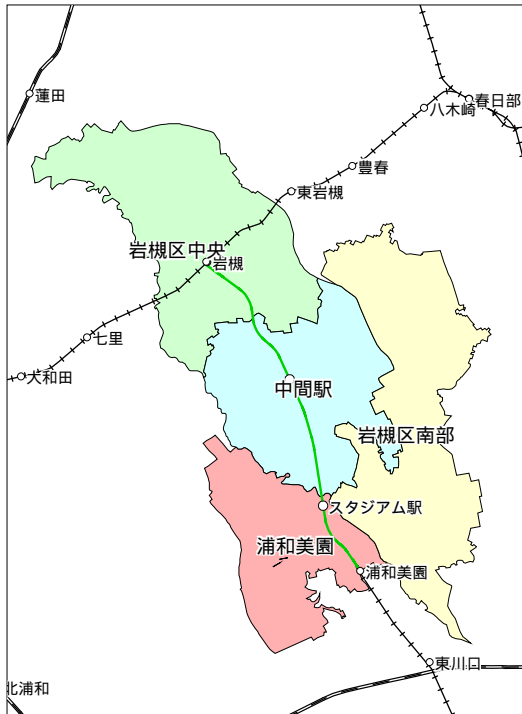 蓮田
春日部
八木崎
豊春
東岩槻
岩槻区中央
岩槻
七里
大和田
中間駅
岩槻区南部
スタジアム駅
浦和美園
浦和美園
東川口
北浦和